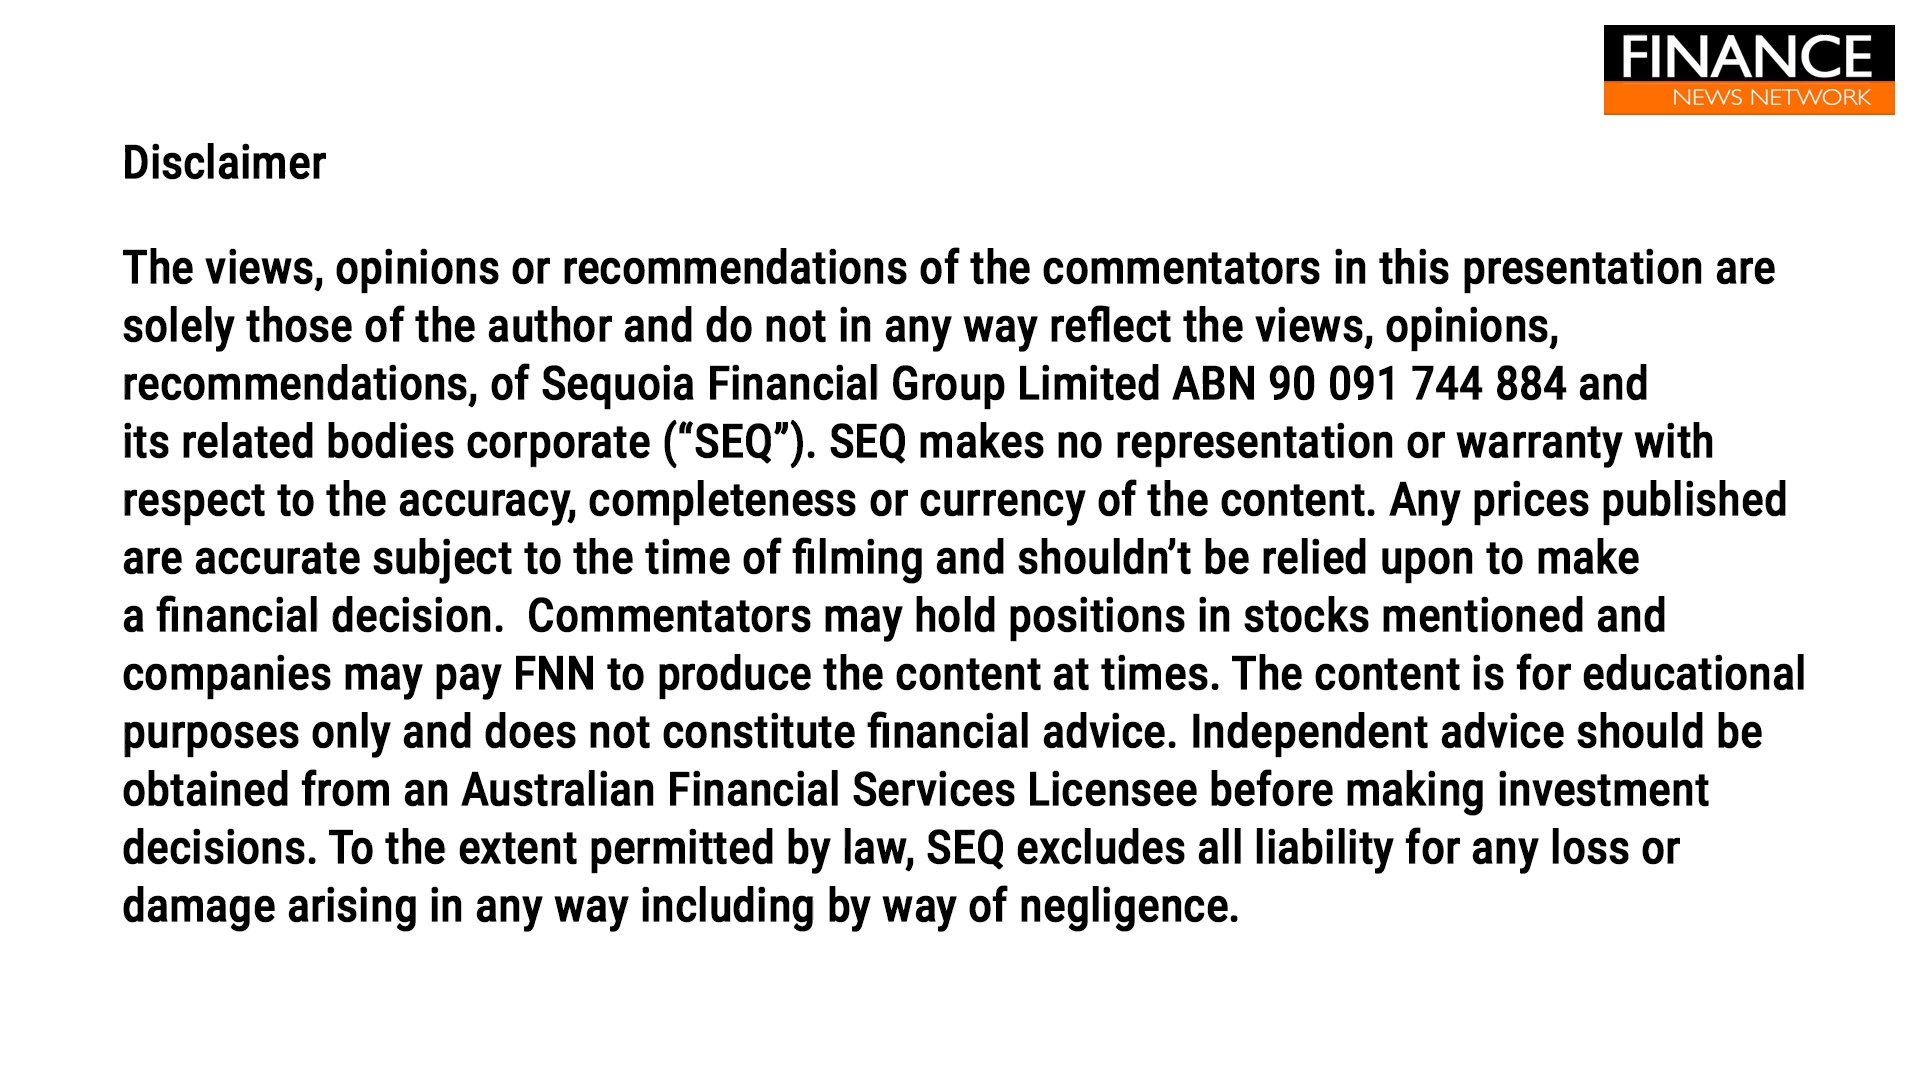 FINANCE
NEWS NETWORK
Disclaimer
The views, opinions or recommendations of the commentators in this presentation are
solely those of the author and do not in any way reflect the views, opinions,
recommendations, of Sequoia Financial Group Limited ABN 90 091 744 884 and
its related bodies corporate (“SEQ”). SEQ makes no representation or warranty with
respect to the accuracy, completeness or currency of the content. Any prices published
are accurate subject to the time of filming and shouldn’t be relied upon to make
a financial decision.  Commentators may hold positions in stocks mentioned and
companies may pay FNN to produce the content at times. The content is for educational
purposes only and does not constitute financial advice. Independent advice should be
obtained from an Australian Financial Services Licensee before making investment
decisions. To the extent permitted by law, SEQ excludes all liability for any loss or
damage arising in any way including by way of negligence.